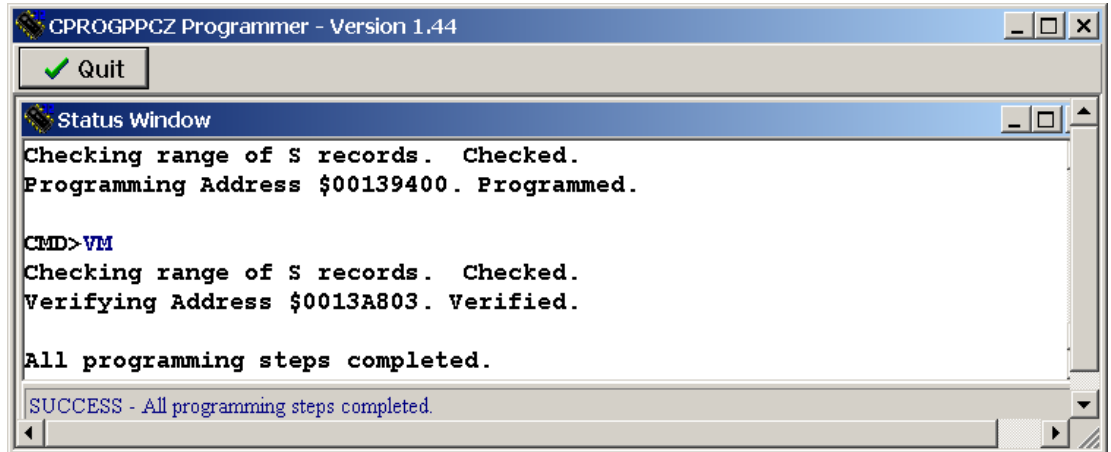 CPROGPPCZ Programmer - Version 1.44
Quit
Status Window
Checking range of S records.  Checked.
Programming Address $00139400. Programmed.
CMD>VM
Checking range of S records.  Checked.
Verifying Address $0013A803. Verified.
All programming steps completed.
SUCCESS - All programming steps completed.